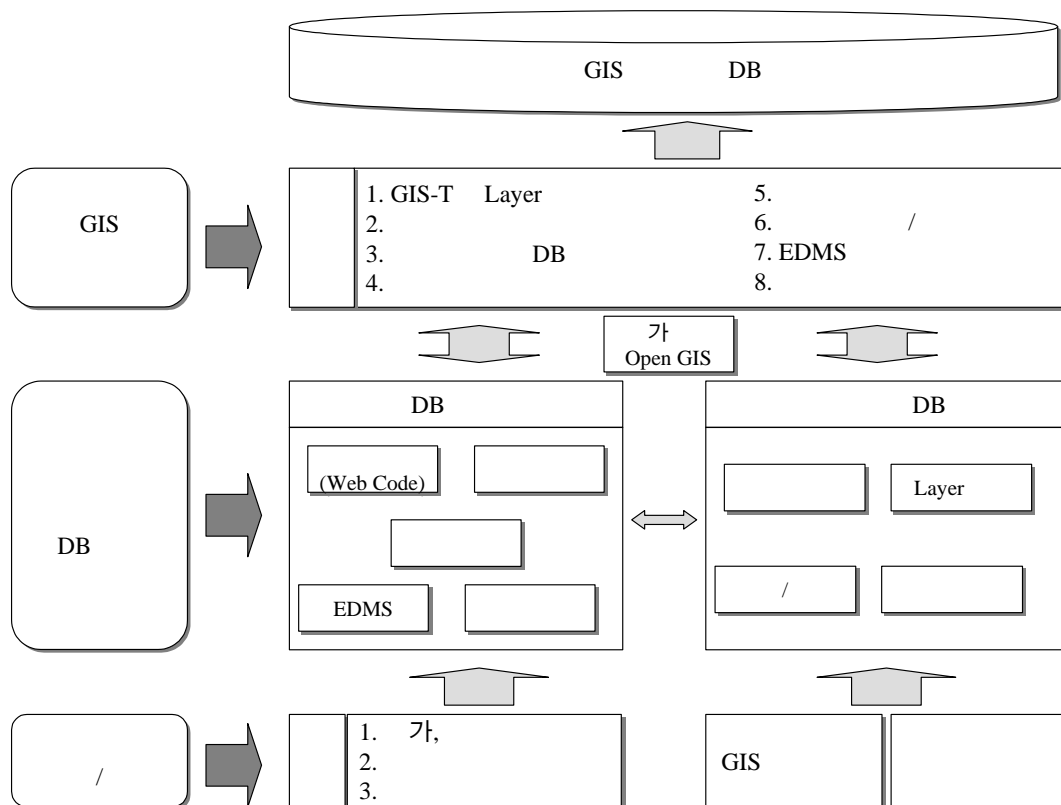 GIS DB
GIS
1. GIS-T Layer
2.
3. DB
4.
5.
6. /
7. EDMS
8.
가
Open GIS
DB
DB
(Web Code)
EDMS
DB
Layer
/
/
1. 가,
2.
3.
GIS